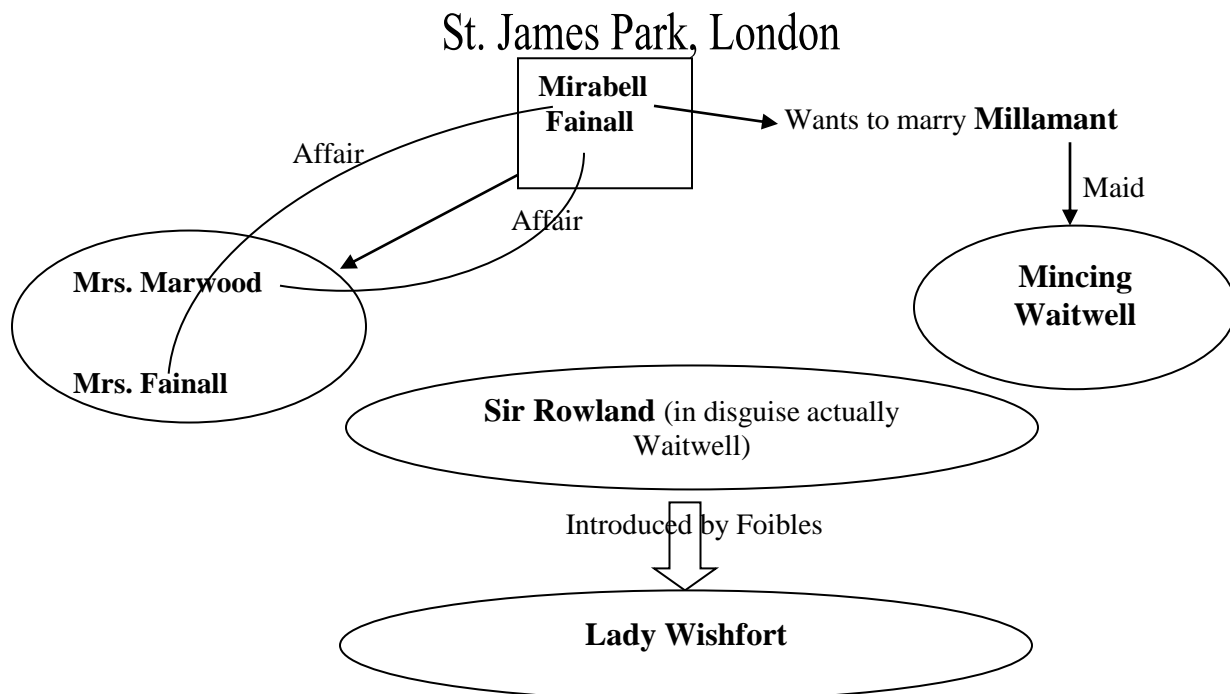 St. James Park, London
Mirabell
Fainall
Wants to marry Millamant
Affair
Maid
Affair
Mrs. Marwood
Mincing
Waitwell
Mrs. Fainall
Sir Rowland (in disguise actually
Waitwell)
Introduced by Foibles
Lady Wishfort